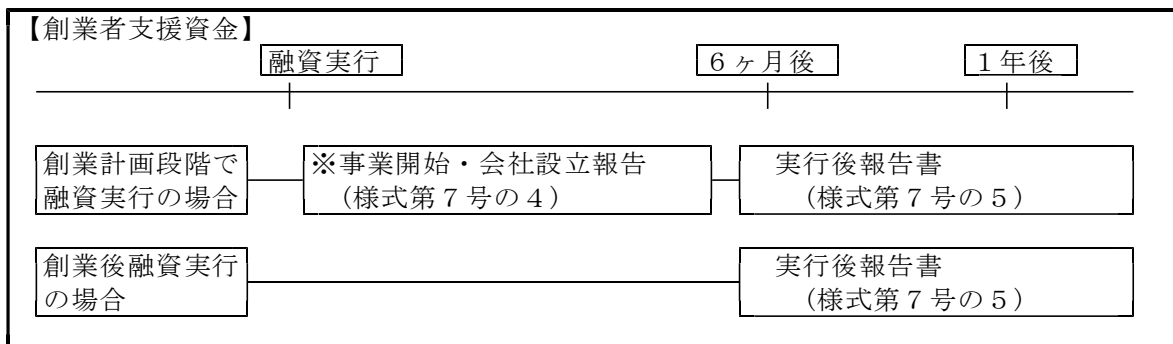 【創業者支援資金】
融資実行 6ヶ月後 1年後
創業計画段階で
融資実行の場合
※事業開始・会社設立報告
(様式第7号の4)
実行後報告書
(様式第7号の5)
創業後融資実行
の場合
実行後報告書
(様式第7号の5)